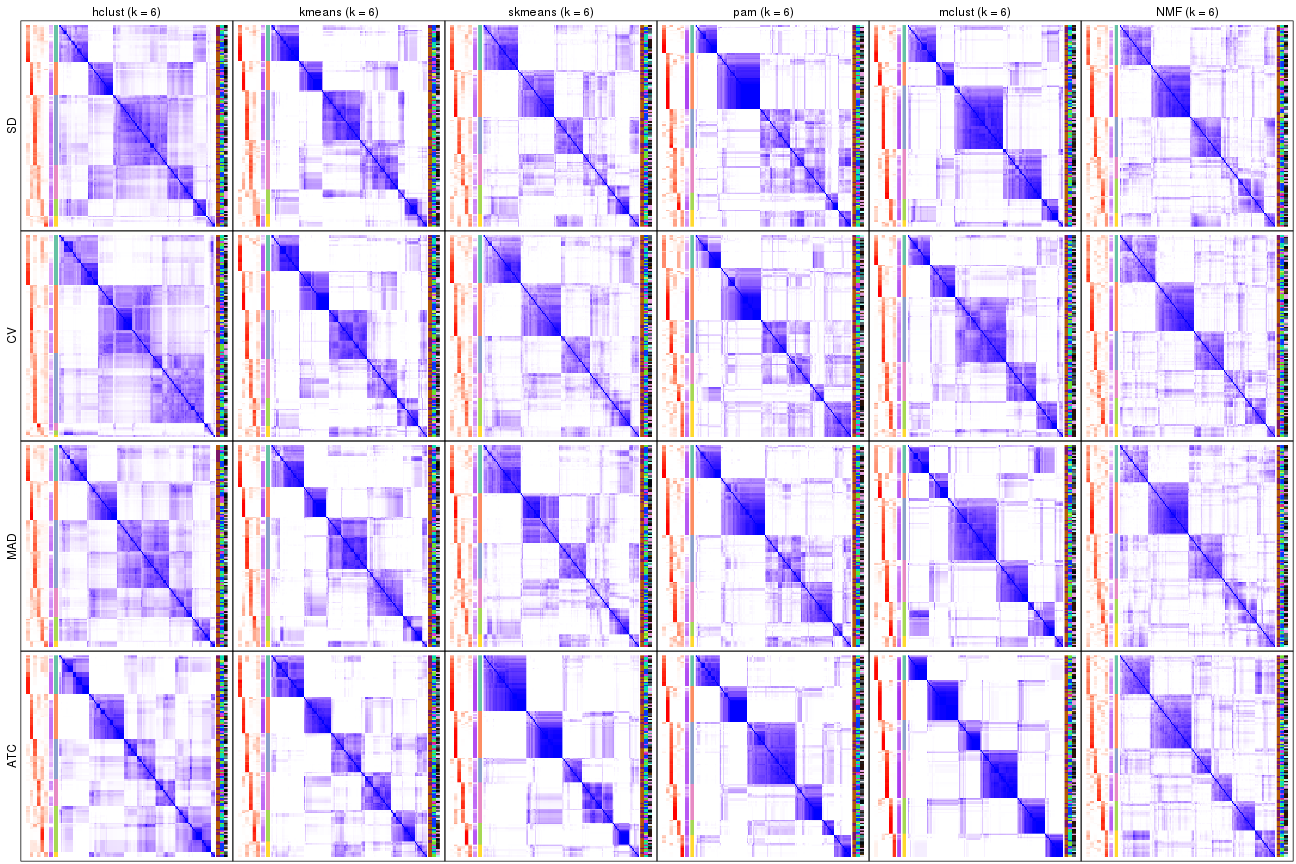 hclust (k = 6) kmeans (k = 6) skmeans (k = 6) pam (k = 6) mclust (k = 6) NMF (k = 6)
SD
CV
MAD
ATC